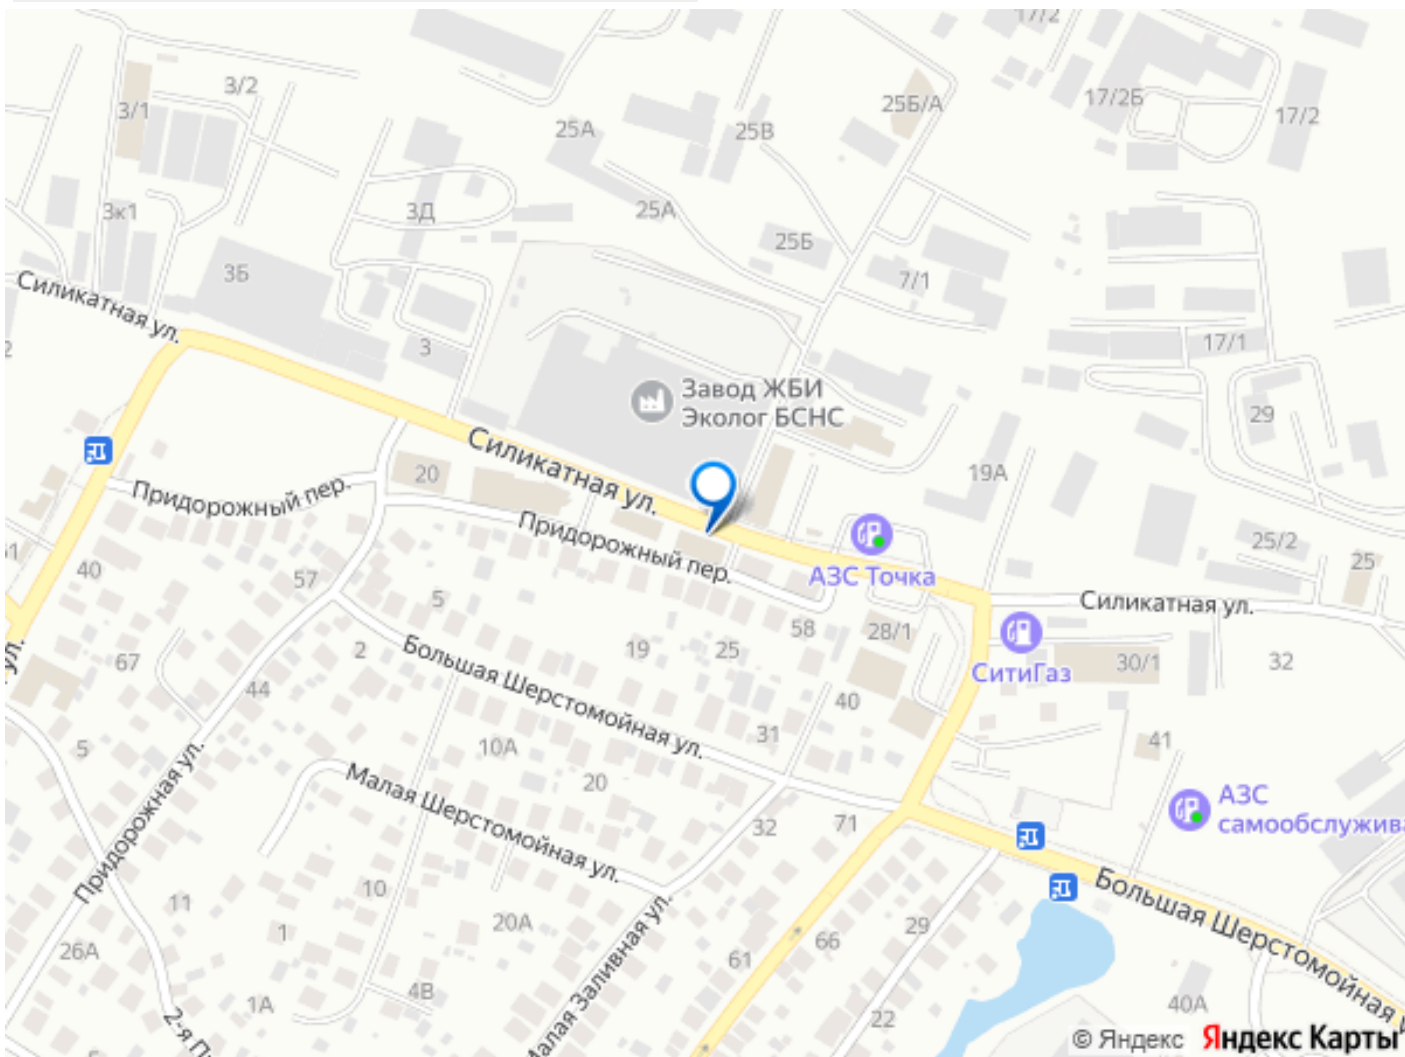 17/2
3/2
3/1
25Б/А
17/2Б
17/2
25А
25В
3к1
3Д
25А
25Б
3Б
7/1
Силикатная ул.
3
17/1
Завод ЖБИ
Эколог БСНС
29
Силикатная ул.
20
19А
Придорожный пер.
Придорожный пер.
25/2
25
40
57
АЗС Точка
5
Силикатная ул.
58
28/1
19
25
2
67
44
Большая Шерстомойная ул.
СитиГаз
30/1
32
40
31
41
5
10А
20
Придорожная ул.
Малая Шерстомойная ул.
32
71
АЗС
самообслужива
10
11
1
20А
Большая Шерстомойная
29
66
61
26А
4В
1А
22
40А
Малая Заливная ул.
© Яндекс Яндекс Карты